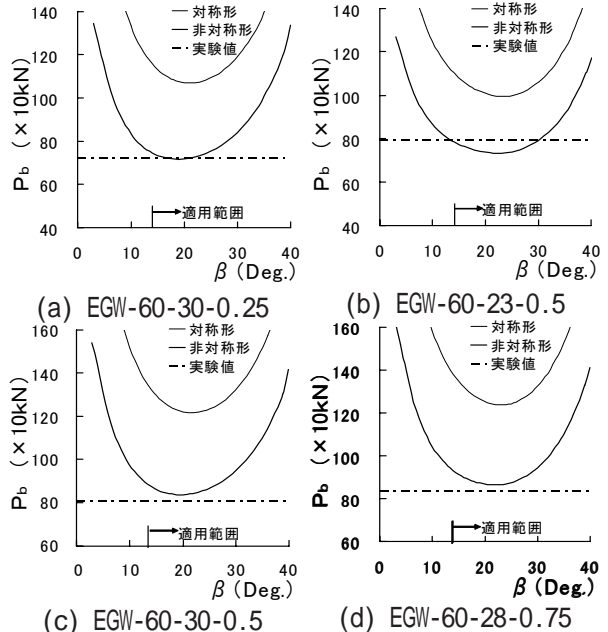 140
120
100
80
60
40
対称形
非対称形
実験値
適用範囲
0 10 20 30 40
β (Deg.)
Pb (×10kN)
(a) EGW-60-30-0.25
140
120
100
80
60
40
対称形
非対称形
実験値
適用範囲
0 10 20 30 40
β (Deg.)
Pb (×10kN)
(b) EGW-60-23-0.5
160
140
120
100
80
60
対称形
非対称形
実験値
適用範囲
0 10 20 30 40
β (Deg.)
Pb (×10kN)
(c) EGW-60-30-0.5
160
140
120
100
80
60
対称形
非対称形
実験値
適用範囲
0 10 20 30 40
β (Deg.)
Pb (×10kN)
(d) EGW-60-28-0.75